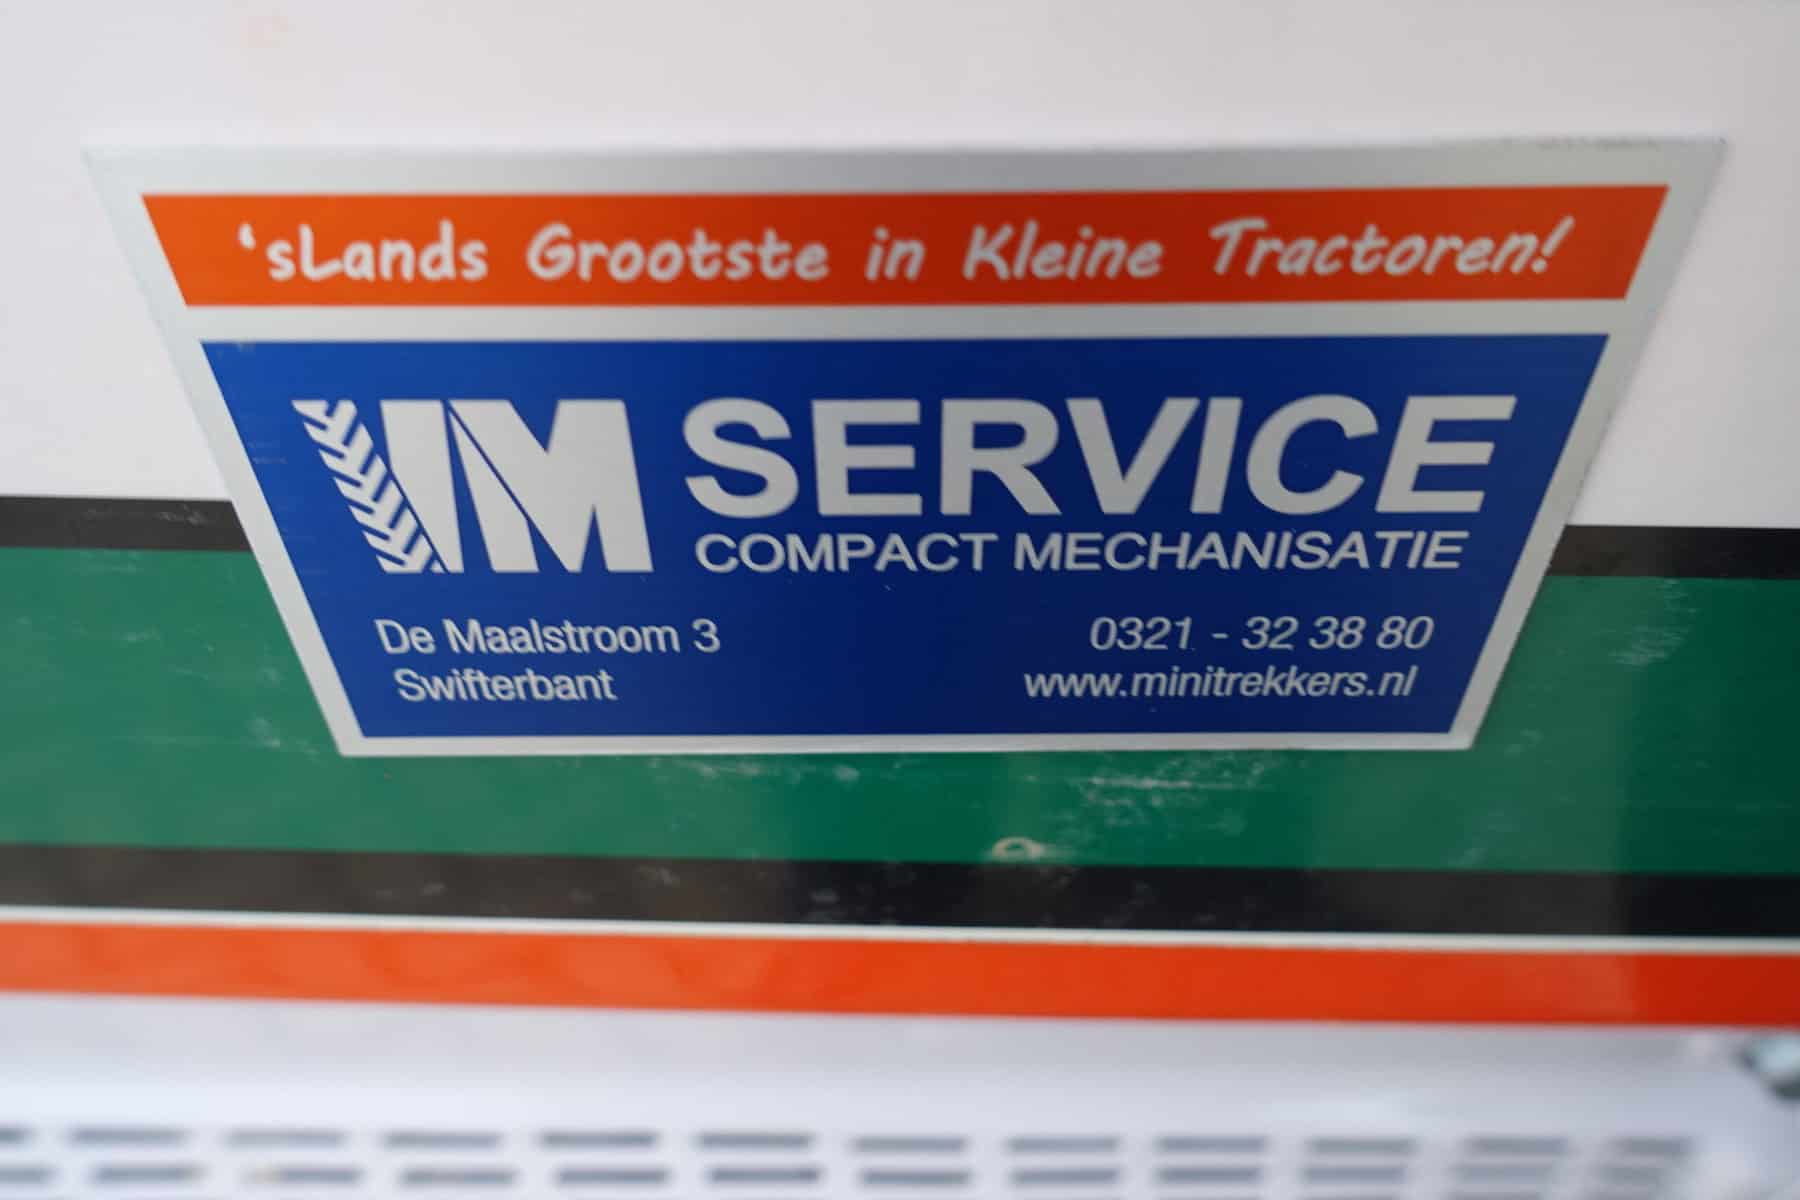 'sLands Grootste in Kleine Tractoren!
IM SERVICE
COMPACT MECHANISATIE
De Maalstroom 3
Swifterbant
0321 - 32 38 80
www.minitrekkers.nl